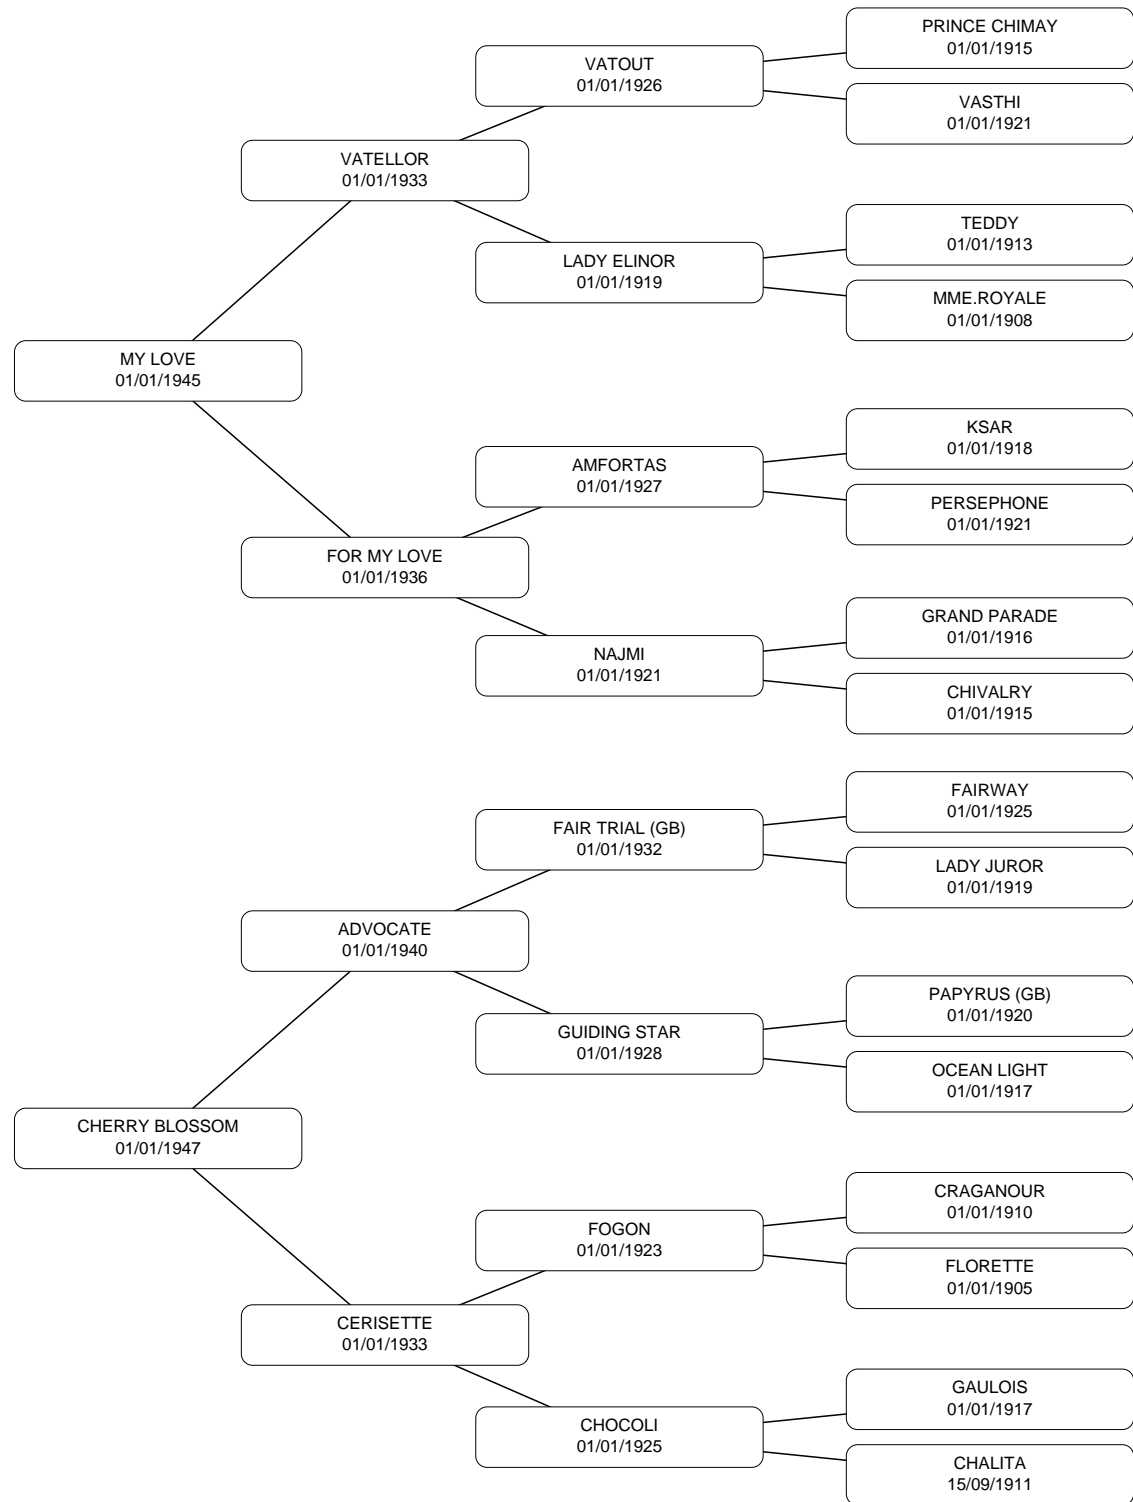 PRINCE CHIMAY
01/01/1915
VATOUT
01/01/1926
VASTHI
01/01/1921
VATELLOR
01/01/1933
TEDDY
01/01/1913
LADY ELINOR
01/01/1919
MME.ROYALE
01/01/1908
MY LOVE
01/01/1945
KSAR
01/01/1918
AMFORTAS
01/01/1927
PERSEPHONE
01/01/1921
FOR MY LOVE
01/01/1936
GRAND PARADE
01/01/1916
NAJMI
01/01/1921
CHIVALRY
01/01/1915
FAIRWAY
01/01/1925
FAIR TRIAL (GB)
01/01/1932
LADY JUROR
01/01/1919
ADVOCATE
01/01/1940
PAPYRUS (GB)
01/01/1920
GUIDING STAR
01/01/1928
OCEAN LIGHT
01/01/1917
CHERRY BLOSSOM
01/01/1947
CRAGANOUR
01/01/1910
FOGON
01/01/1923
FLORETTE
01/01/1905
CERISETTE
01/01/1933
GAULOIS
01/01/1917
CHOCOLI
01/01/1925
CHALITA
15/09/1911